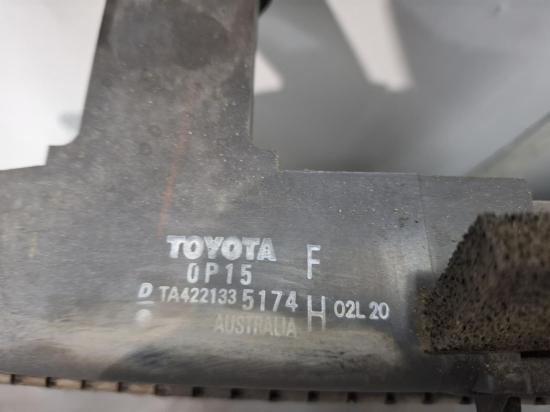 TOYOTA F
0P15
D TA422133 5174 H 02L 20
AUSTRALIA